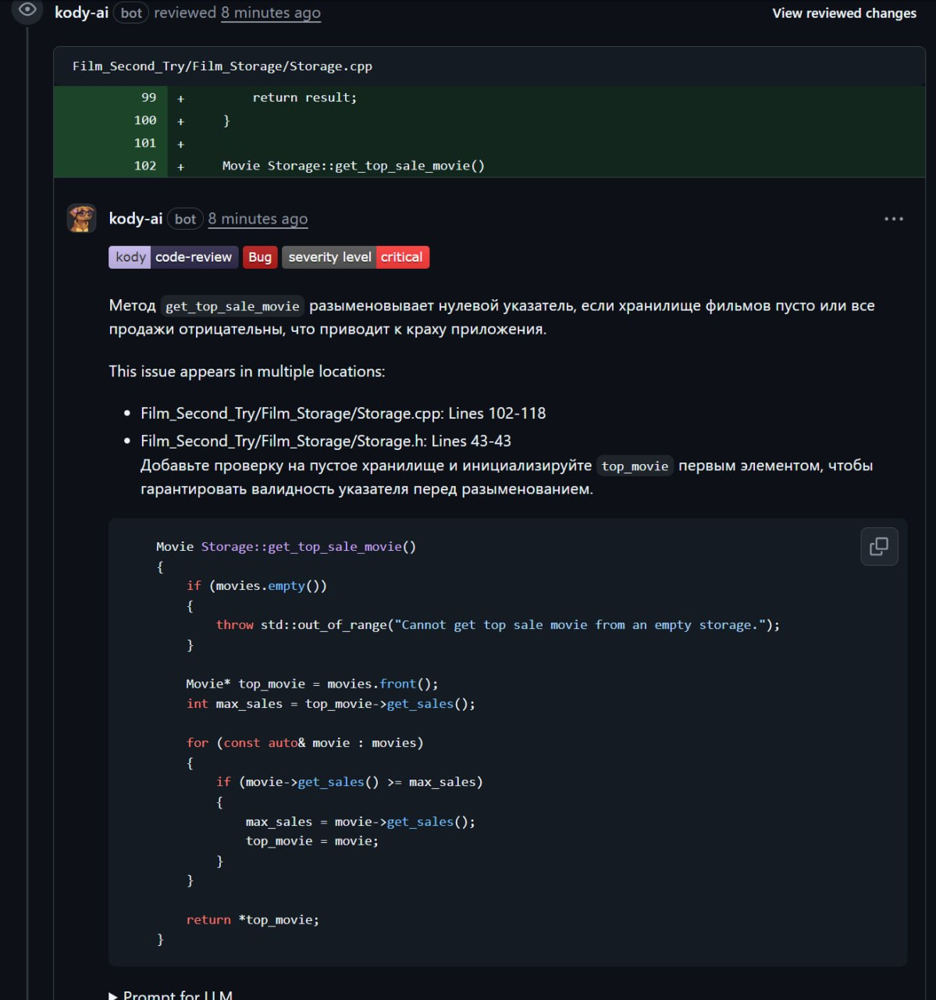 kody-ai bot reviewed 8 minutes ago View reviewed changes
Film_Second_Try/Film_Storage/Storage.cpp
99 + return result;
100 + }
101 +
102 + Movie Storage::get_top_sale_movie()
kody-ai bot 8 minutes ago
kody code-review Bug severity level critical
Метод get_top_sale_movie разыменовывает нулевой указатель, если хранилище фильмов пусто или все
продажи отрицательны, что приводит к краху приложения.
This issue appears in multiple locations:
• Film_Second_Try/Film_Storage/Storage.cpp: Lines 102-118
• Film_Second_Try/Film_Storage/Storage.h: Lines 43-43
Добавьте проверку на пустое хранилище и инициализируйте top_movie первым элементом, чтобы
гарантировать валидность указателя перед разыменованием.
Movie Storage::get_top_sale_movie()
{
if (movies.empty())
{
throw std::out_of_range("Cannot get top sale movie from an empty storage.");
}
Movie* top_movie = movies.front();
int max_sales = top_movie->get_sales();
for (const auto& movie : movies)
{
if (movie->get_sales() >= max_sales)
{
max_sales = movie->get_sales();
top_movie = movie;
}
}
return *top_movie;
}
Prompt for LLM